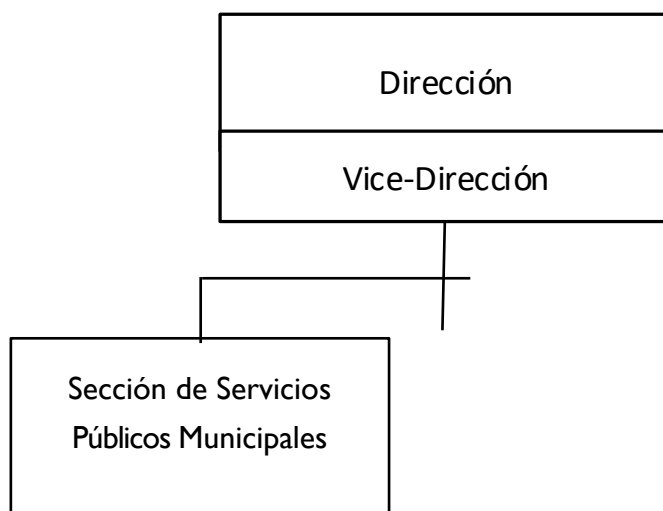 Dirección
Vice-Dirección
Sección de Servicios
Públicos Municipales